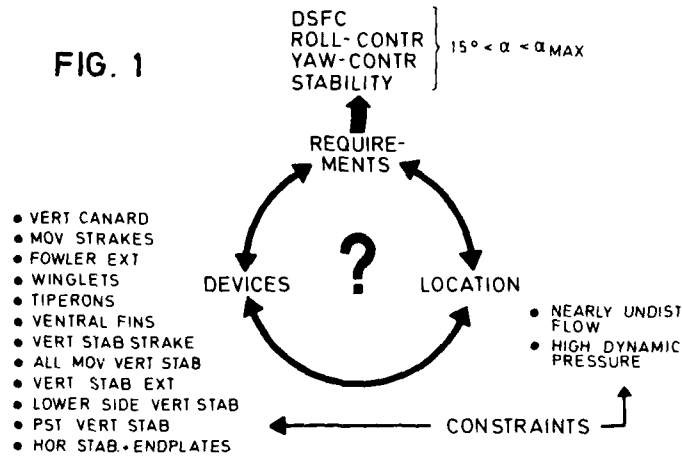 FIG. 1
DSFC
ROLL-CONTR
YAW-CONTR
STABILITY
15° < α < α MAX
REQUIRE-
MENTS
?
DEVICES
LOCATION
• VERT CANARD
• MOV STRAKES
• FOWLER EXT
• WINGLETS
• TIPERONS
• VENTRAL FINS
• VERT STAB STRAKE
• ALL MOV VERT STAB
• VERT STAB EXT
• LOWER SIDE VERT STAB
• PST VERT STAB
• HOR STAB.+ENDPLATES
• NEARLY UNDIST
FLOW
• HIGH DYNAMIC
PRESSURE
CONSTRAINTS